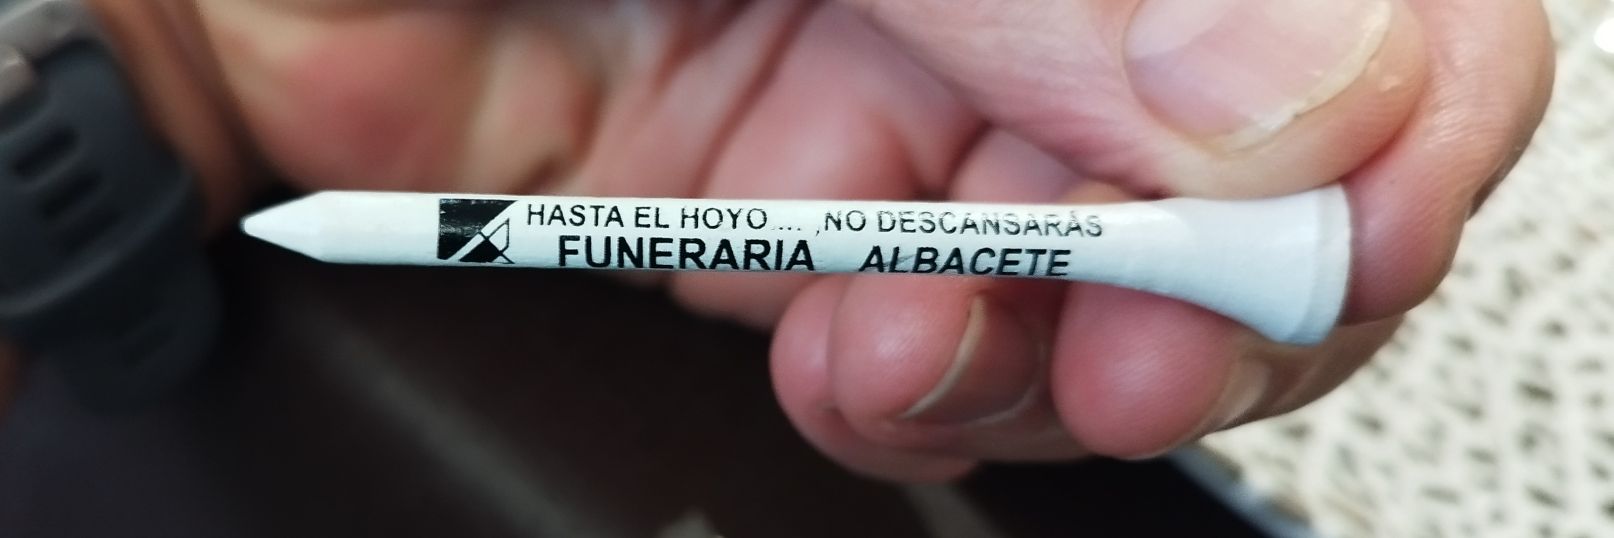 HASTA EL HOYO... ,NO DESCANSARÁS
FUNERARIA ALBACETE